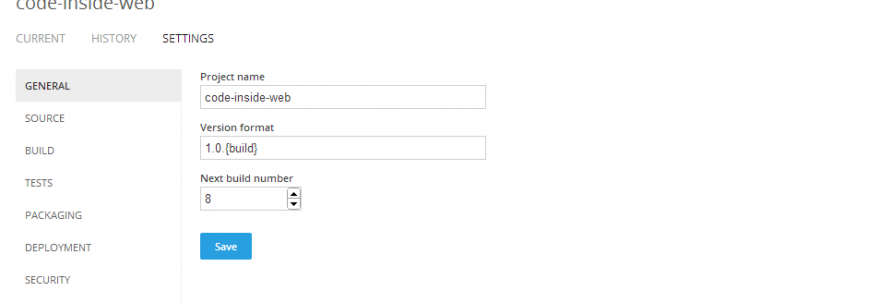 code-inside-web
CURRENT HISTORY SETTINGS
GENERAL
SOURCE
BUILD
TESTS
PACKAGING
DEPLOYMENT
SECURITY
Project name
code-inside-web
Version format
1.0.{build}
Next build number
8
Save